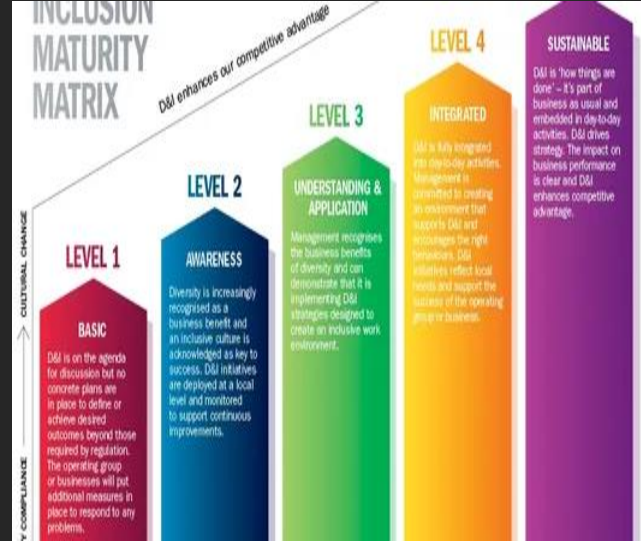 INCLUSION
MATURITY
MATRIX
D&I enhances our competitive advantage
CULTURAL CHANGE
Y COMPLIANCE
LEVEL 1
BASIC
D&I is on the agenda
for discussion but no
concrete plans are
in place to define or
achieve desired
outcomes beyond those
required by regulation.
The operating group
or businesses will put
additional measures in
place to respond to any
problems.
LEVEL 2
AWARENESS
Diversity is increasingly
recognised as a
business benefit and
an inclusive culture is
acknowledged as key to
success. D&I initiatives
are deployed at a local
level and monitored
to support continuous
improvements.
LEVEL 3
UNDERSTANDING &
APPLICATION
Management recognises
the business benefits
of diversity and can
demonstrate that it is
implementing D&I
strategies designed to
create an inclusive work
environment.
LEVEL 4
INTEGRATED
D&I is fully integrated
into day-to-day activities.
Management is
committed to creating
an environment that
supports D&I and
encourages the right
behaviours. D&I
initiatives reflect local
needs and support the
success of the operating
group or business.
SUSTAINABLE
D&I is 'how things are
done' – it's part of
business as usual and
embedded in day-to-day
activities. D&I drives
strategy. The impact on
business performance
is clear and D&I
enhances competitive
advantage.